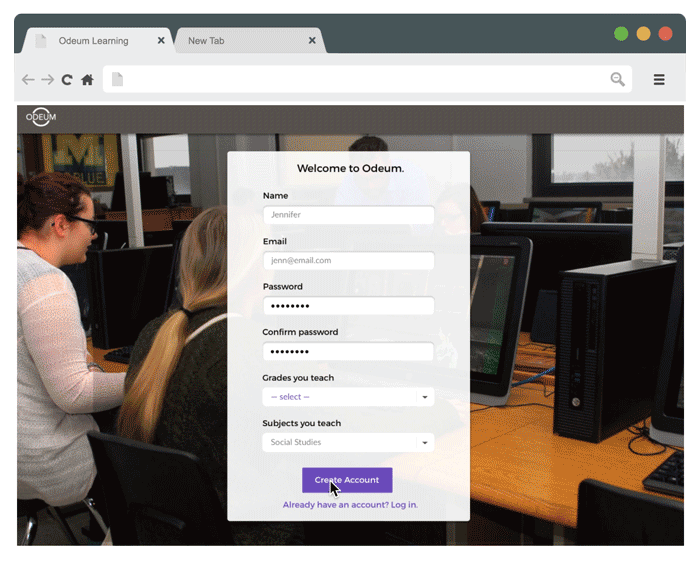 Odeum Learning
New Tab
ODEUM
M
BLUE
Welcome to Odeum.
Name
Jennifer
Email
jenn@email.com
Password
Confirm password
Grades you teach
-- select --
Subjects you teach
Social Studies
Create Account
Already have an account? Log in.